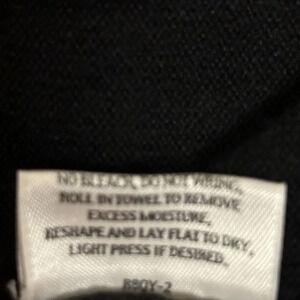 NO BLEACH, DO NOT WRING,
ROLL IN TOWEL TO REMOVE
EXCESS MOISTURE.
RESHAPE AND LAY FLAT TO DRY.
LIGHT PRESS IF DESIRED.